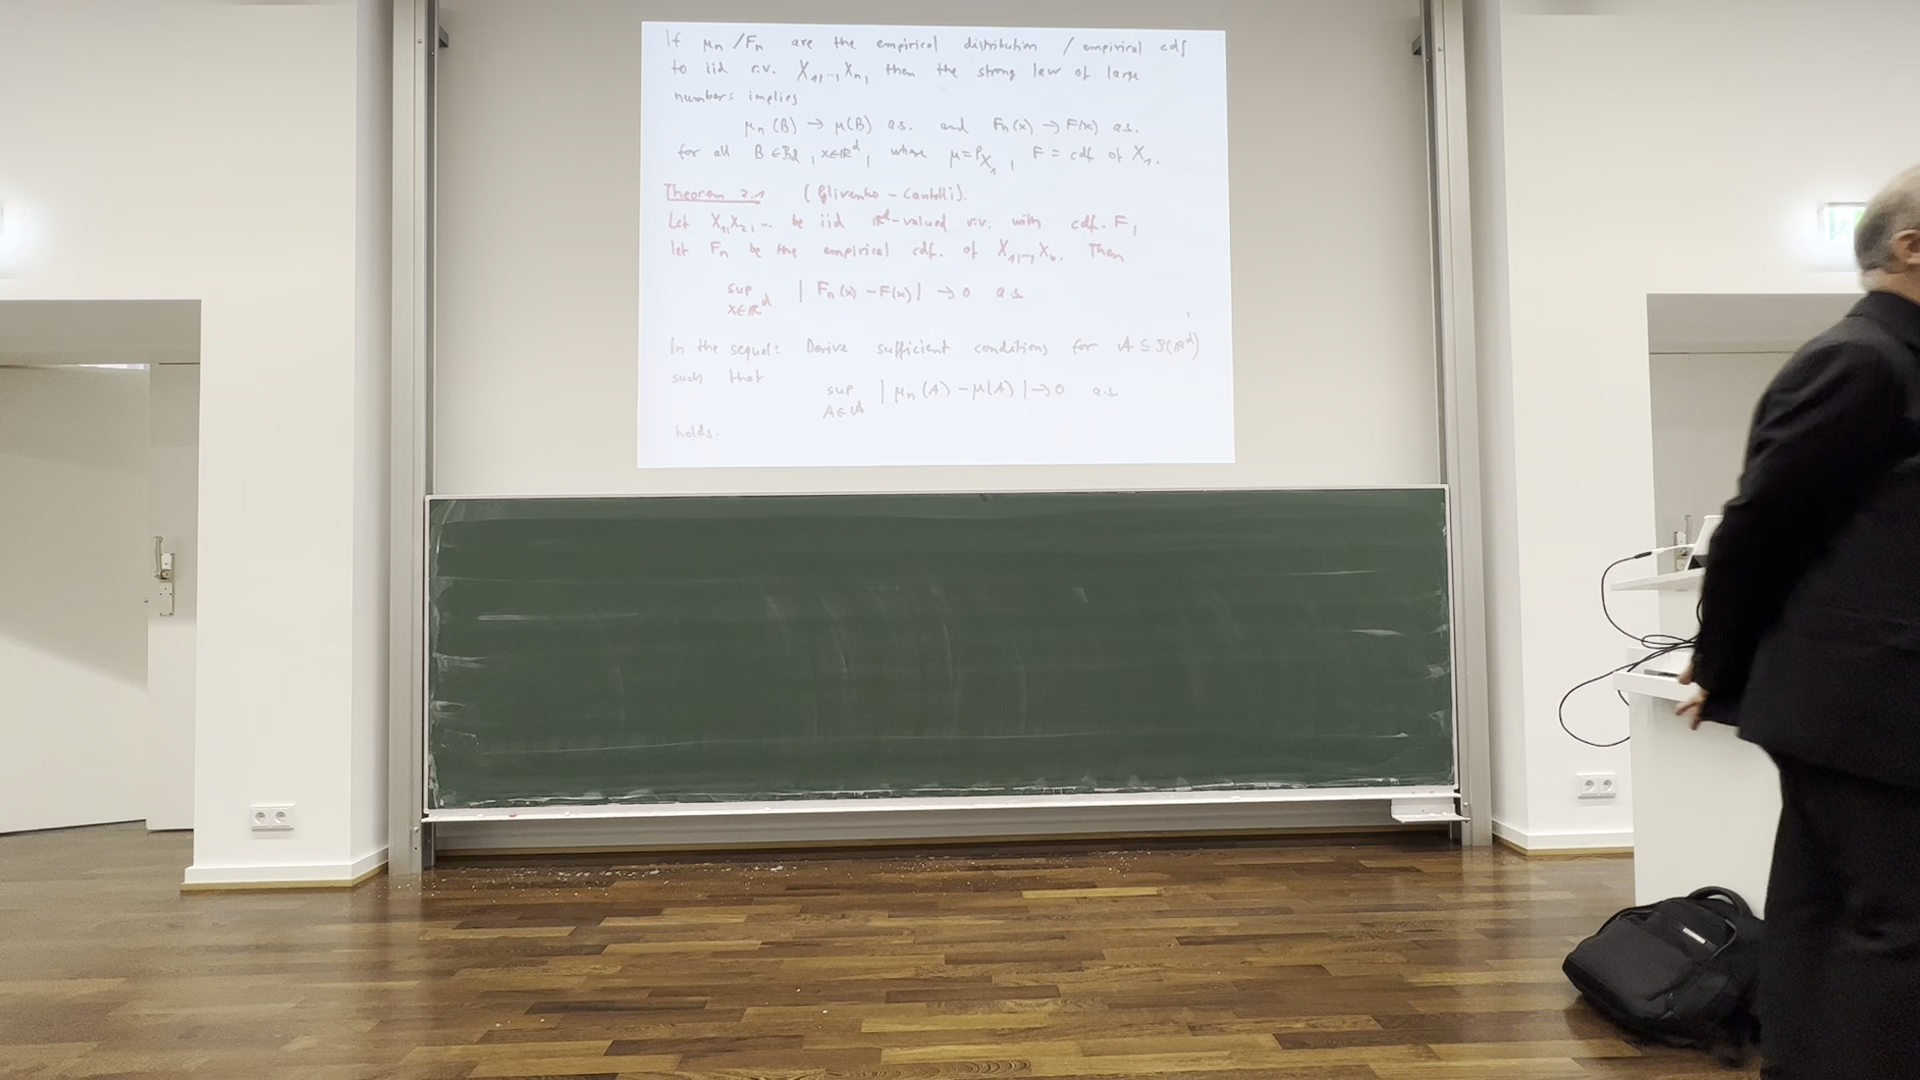 If μn / Fn are the empirical distribution / empirical cdf
to iid r.v. X₁,..,Xn, then the strong law of large
numbers implies
μn(B) → μ(B) a.s. and Fn(x) → F(x) a.s.
for all B ∈ 𝓑d, x ∈ ℝᵈ, where μ = P_X₁, F = cdf of X₁.
Theorem 2.1 (Glivenko - Cantelli).
Let X₁, X₂, .. be iid ℝᵈ-valued r.v. with cdf. F,
let Fn be the empirical cdf. of X₁,..,Xn. Then
sup x∈ℝᵈ | Fn(x) - F(x) | → 0 a.s.
In the sequel: Derive sufficient conditions for 𝒜 ⊆ 𝒫(ℝᵈ)
such that
sup A∈𝒜 | μn(A) - μ(A) | → 0 a.s.
holds.